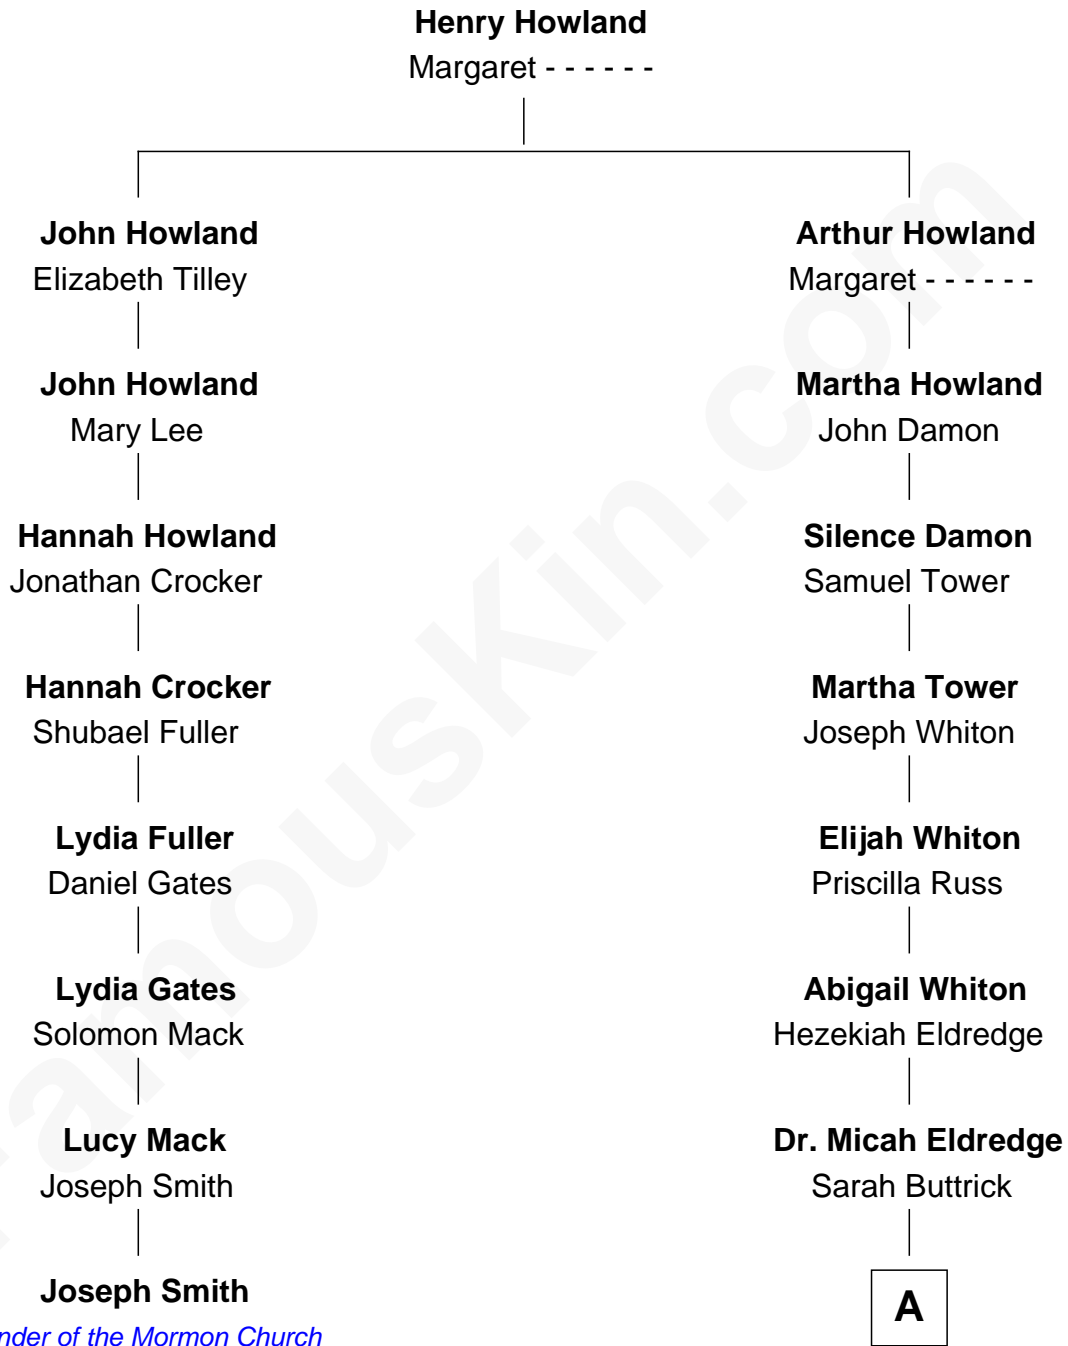 Henry Howland
Margaret - - - - - -
John Howland
Elizabeth Tilley
Arthur Howland
Margaret - - - - - -
John Howland
Mary Lee
Martha Howland
John Damon
Hannah Howland
Jonathan Crocker
Silence Damon
Samuel Tower
Hannah Crocker
Shubael Fuller
Martha Tower
Joseph Whiton
Lydia Fuller
Daniel Gates
Elijah Whiton
Priscilla Russ
Lydia Gates
Solomon Mack
Abigail Whiton
Hezekiah Eldredge
Lucy Mack
Joseph Smith
Dr. Micah Eldredge
Sarah Buttrick
Joseph Smith
nder of the Mormon Church
A
FamousKin.com